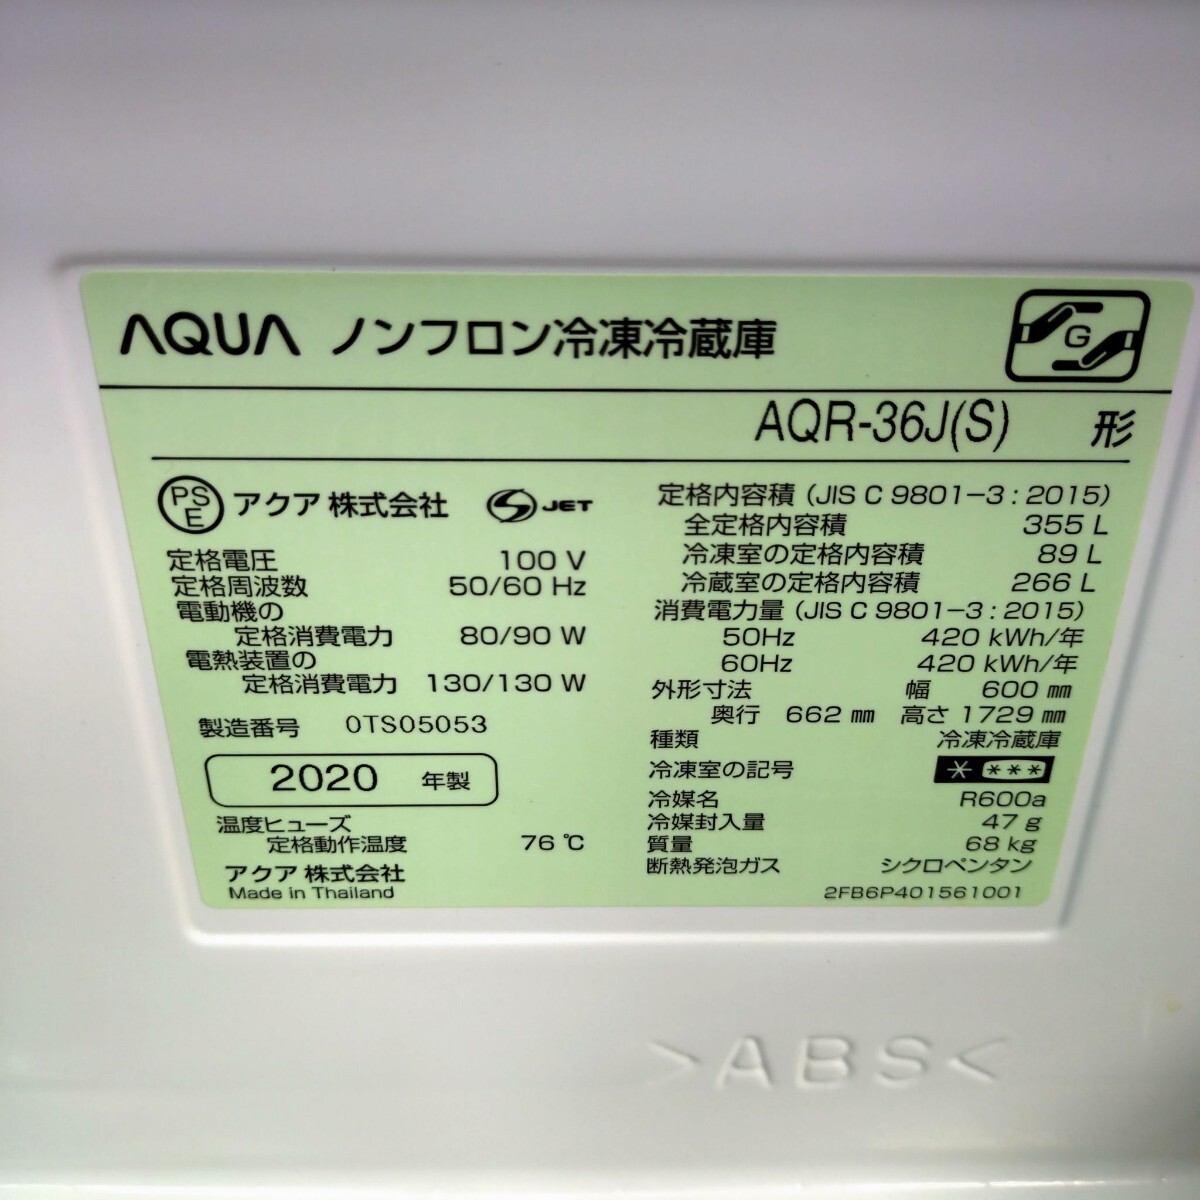 AQUA ノンフロン冷凍冷蔵庫
G
AQR-36J(S) 形
PS
E
アクア 株式会社
S JET
定格電圧 100 V
定格周波数 50/60 Hz
電動機の
定格消費電力 80/90 W
電熱装置の
定格消費電力 130/130 W
製造番号 0TS05053
2020 年製
温度ヒューズ
定格動作温度 76 ℃
アクア 株式会社
Made in Thailand
定格内容積 (JIS C 9801-3 : 2015)
全定格内容積 355 L
冷凍室の定格内容積 89 L
冷蔵室の定格内容積 266 L
消費電力量 (JIS C 9801-3 : 2015)
50Hz 420 kWh/年
60Hz 420 kWh/年
外形寸法 幅 600 ㎜
奥行 662 ㎜ 高さ 1729 ㎜
種類 冷凍冷蔵庫
冷凍室の記号 * ***
冷媒名 R600a
冷媒封入量 47 g
質量 68 kg
断熱発泡ガス シクロペンタン
2FB6P401561001
>ABS<